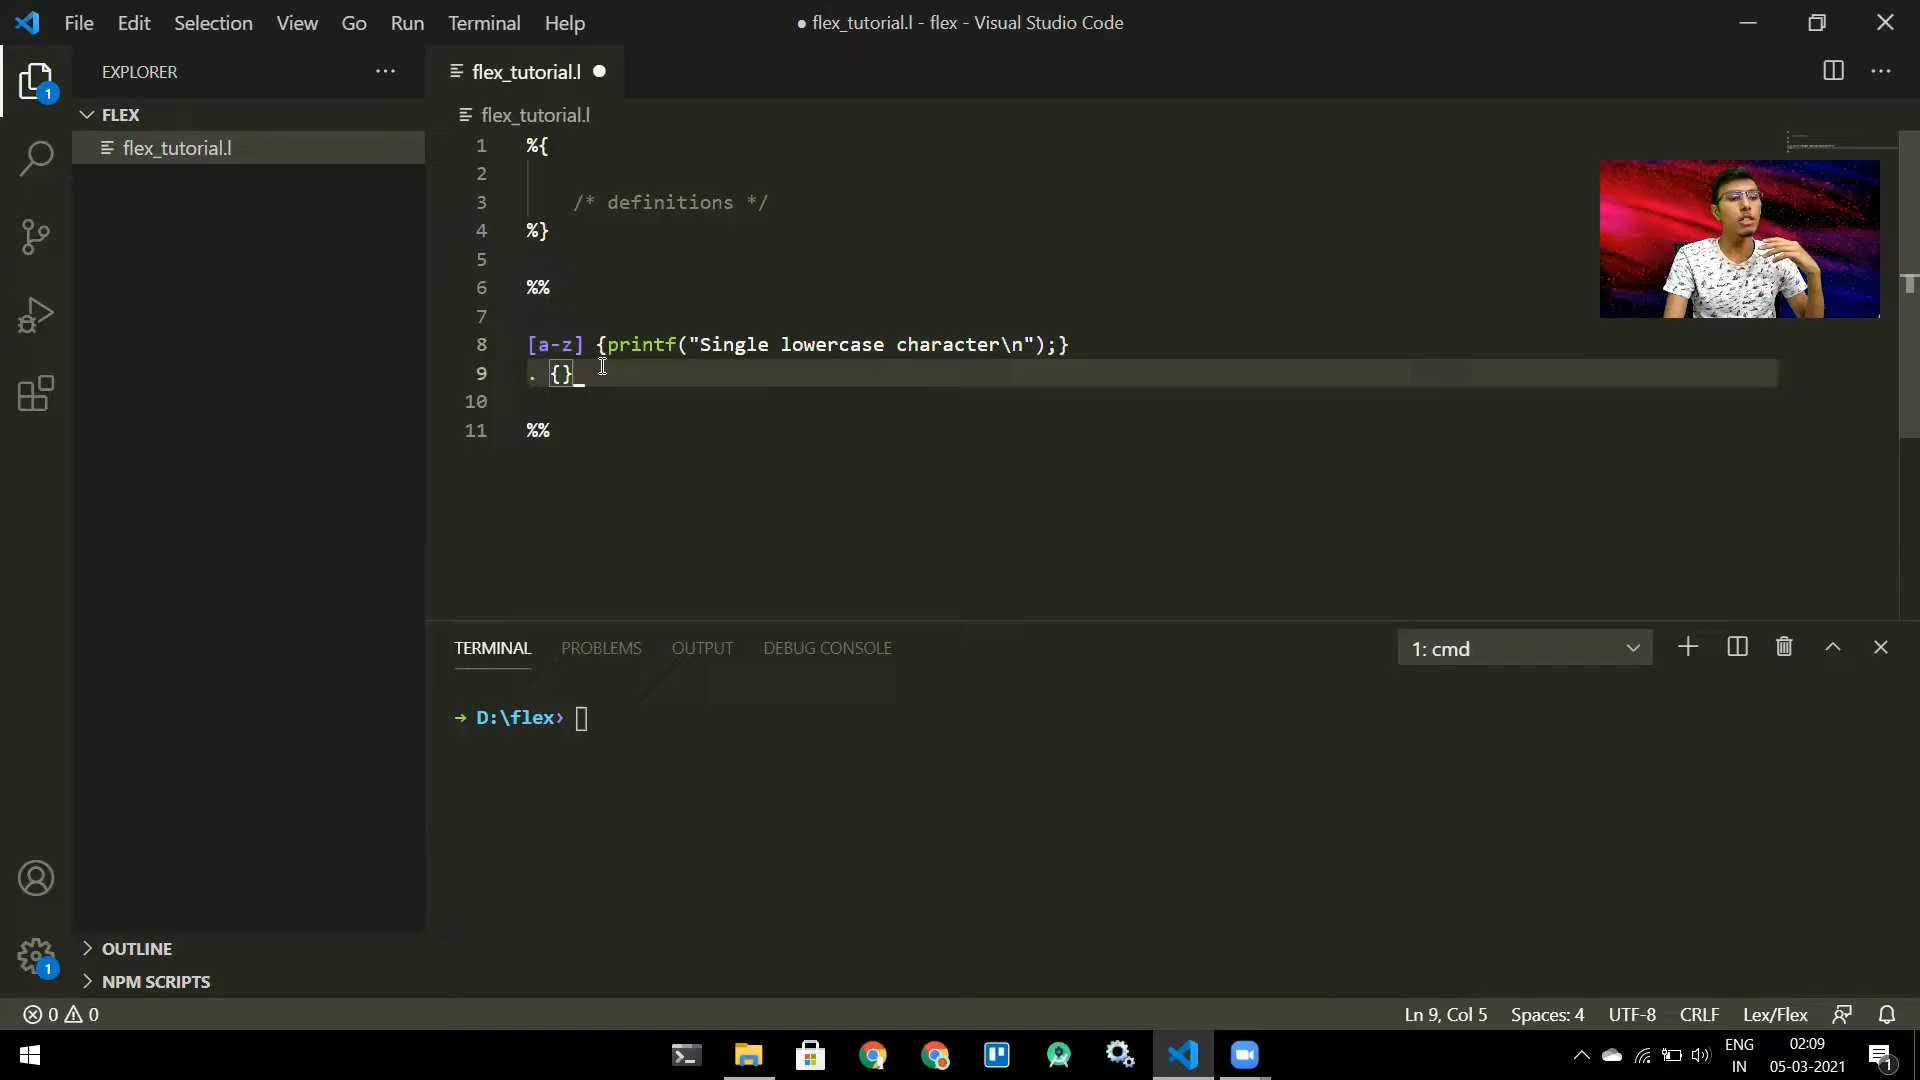 File Edit Selection View Go Run Terminal Help
● flex_tutorial.l - flex - Visual Studio Code
EXPLORER
flex_tutorial.l
1
FLEX
flex_tutorial.l
flex_tutorial.l
1 %{
2
3 /* definitions */
4 %}
5
6 %%
7
8 [a-z] {printf("Single lowercase character\n");}
9 . {}
10
11 %%
TERMINAL PROBLEMS OUTPUT DEBUG CONSOLE
1: cmd
→ D:\flex›
OUTLINE
1
NPM SCRIPTS
0 0
Ln 9, Col 5 Spaces: 4 UTF-8 CRLF Lex/Flex
ENG
IN
02:09
05-03-2021
1